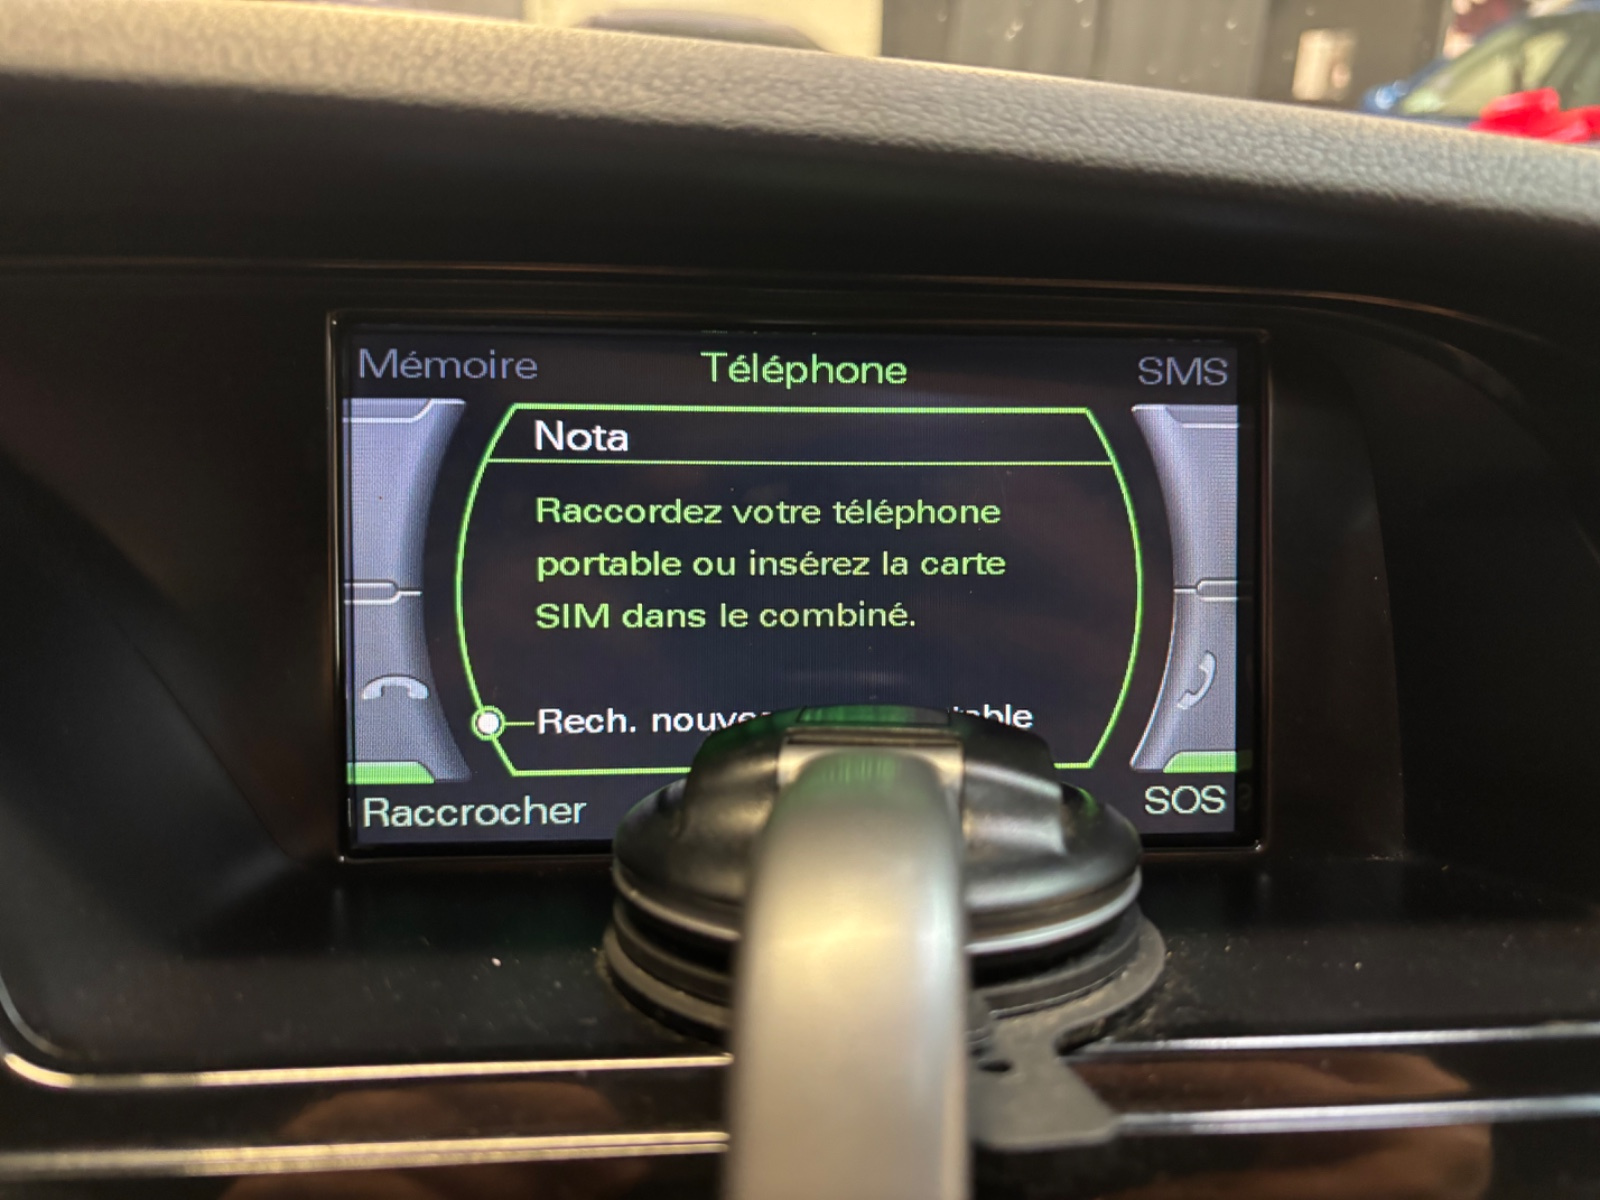 Mémoire Téléphone SMS
Nota
Raccordez votre téléphone
portable ou insérez la carte
SIM dans le combiné.
Rech.
Raccrocher SOS